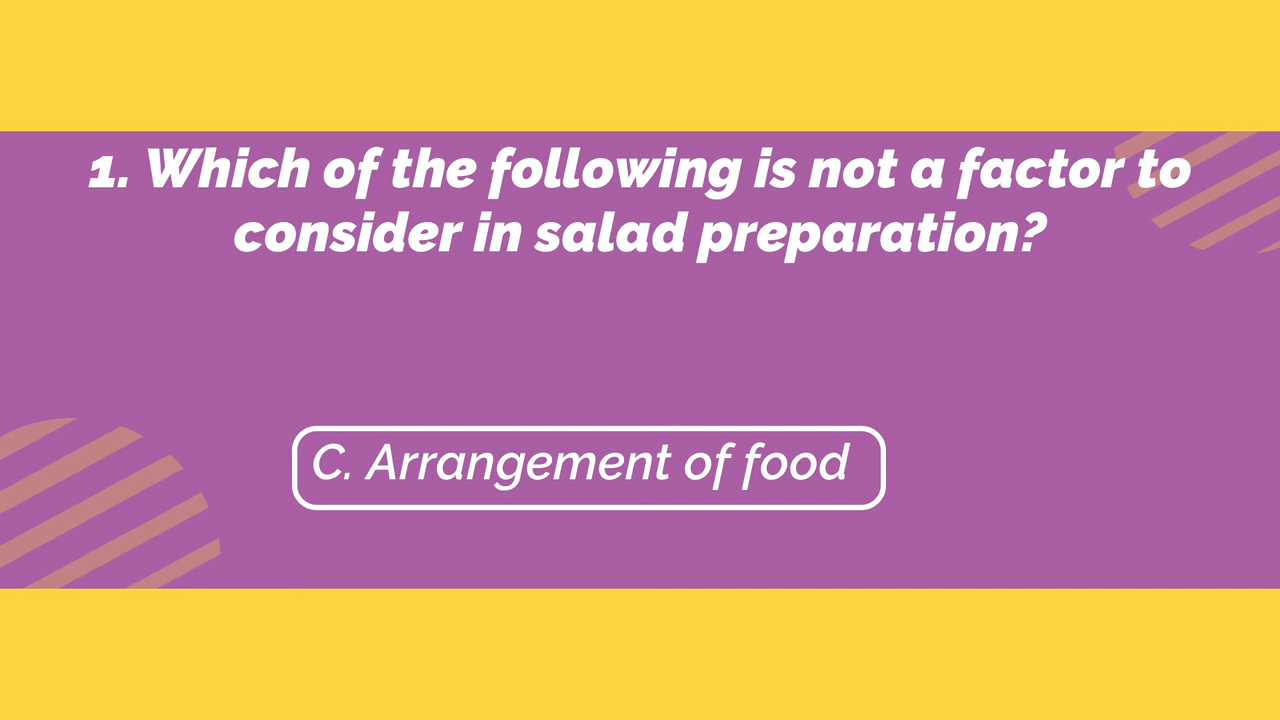 1. Which of the following is not a factor to
consider in salad preparation?
C. Arrangement of food